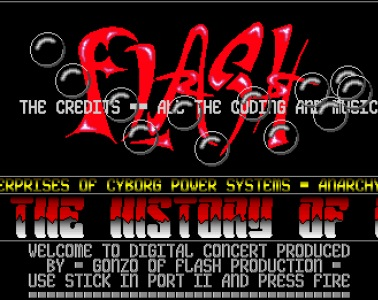 FLASH
THE CREDITS == ALL THE CODING AND MUSIC
ERPRISES OF CYBORG POWER SYSTEMS = ANARCHY
THE HISTORY OF
WELCOME TO DIGITAL CONCERT PRODUCED
BY = GONZO OF FLASH PRODUCTION =
USE STICK IN PORT II AND PRESS FIRE